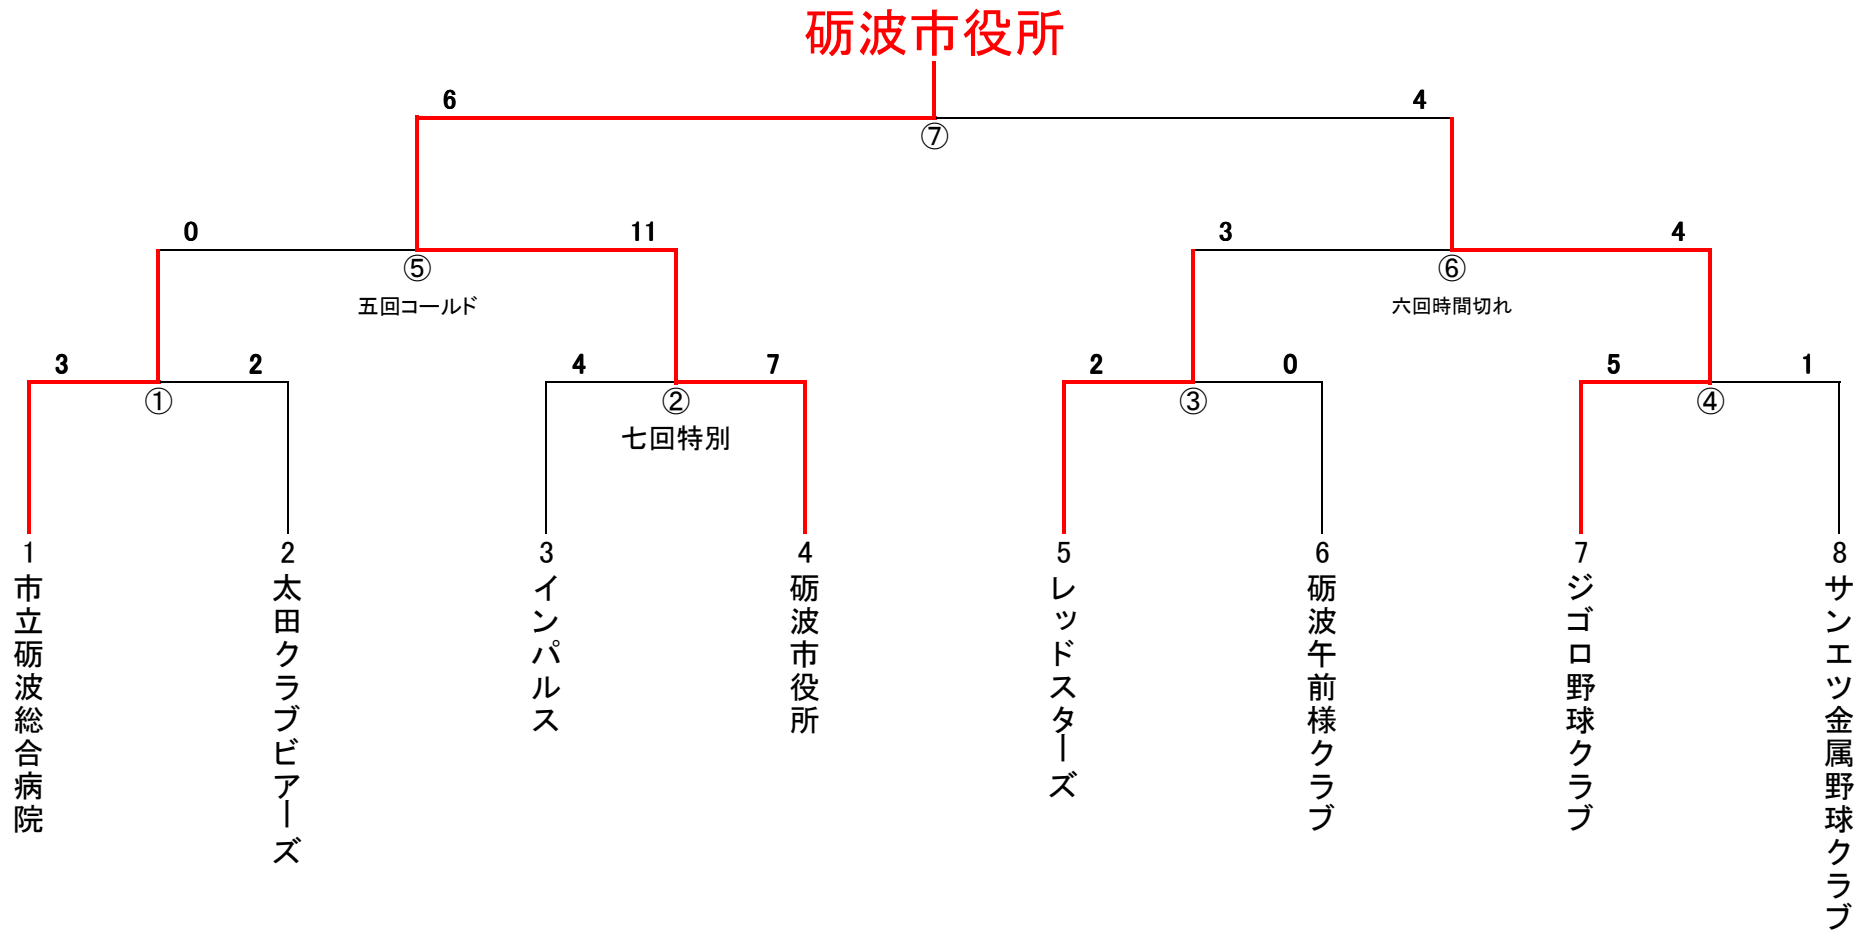 砺波市役所
6
4
⑦
0
11
3
4
⑤
⑥
五回コールド
六回時間切れ
3
2
4
7
2
0
5
1
①
②
③
④
七回特別
1
2
3
4
5
6
7
8
市立砺波総合病院
太田クラブビアーズ
インパルス
砺波市役所
レッドスターズ
砺波午前様クラブ
ジゴロ野球クラブ
サンエツ金属野球クラブ